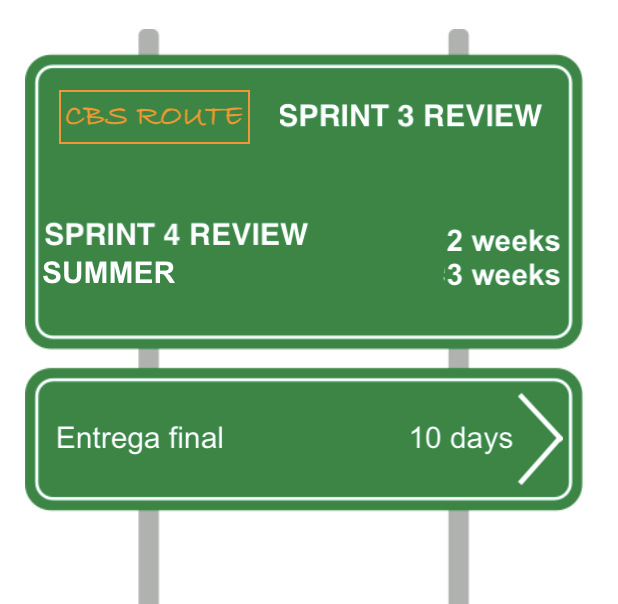 CBS ROUTE SPRINT 3 REVIEW
SPRINT 4 REVIEW 2 weeks
SUMMER 3 weeks
Entrega final 10 days